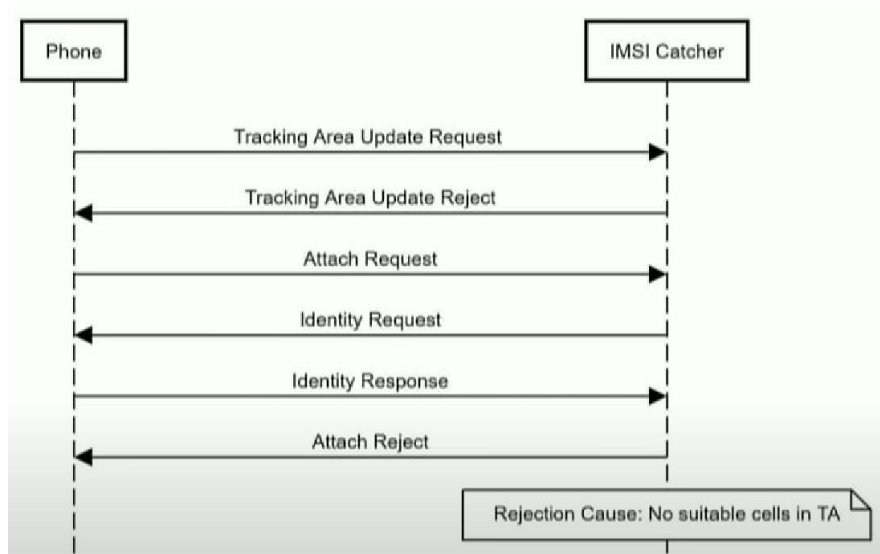 Phone
IMSI Catcher
Tracking Area Update Request
Tracking Area Update Reject
Attach Request
Identity Request
Identity Response
Attach Reject
Rejection Cause: No suitable cells in TA